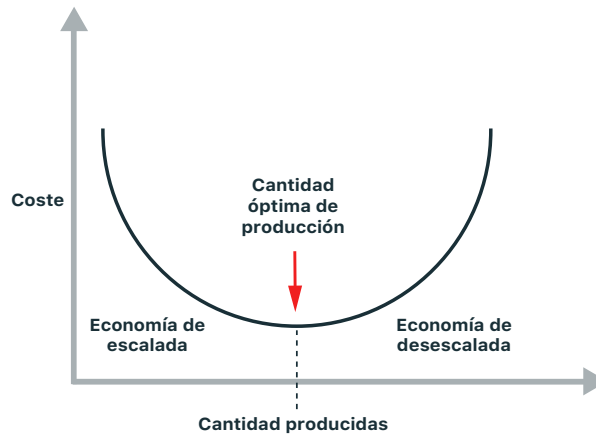 Coste
Cantidad
óptima de
producción
Economía de
escalada
Economía de
desescalada
Cantidad producidas